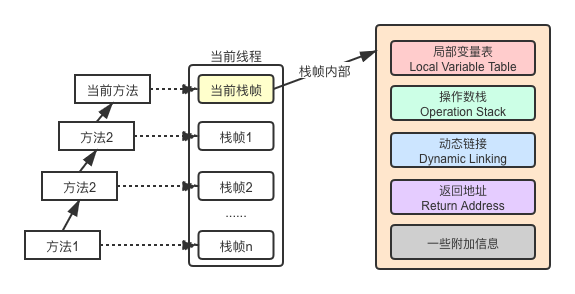 当前线程
当前方法
当前栈帧
栈帧内部
方法2
栈帧1
方法2
栈帧2
......
方法1
栈帧n
局部变量表
Local Variable Table
操作数栈
Operation Stack
动态链接
Dynamic Linking
返回地址
Return Address
一些附加信息